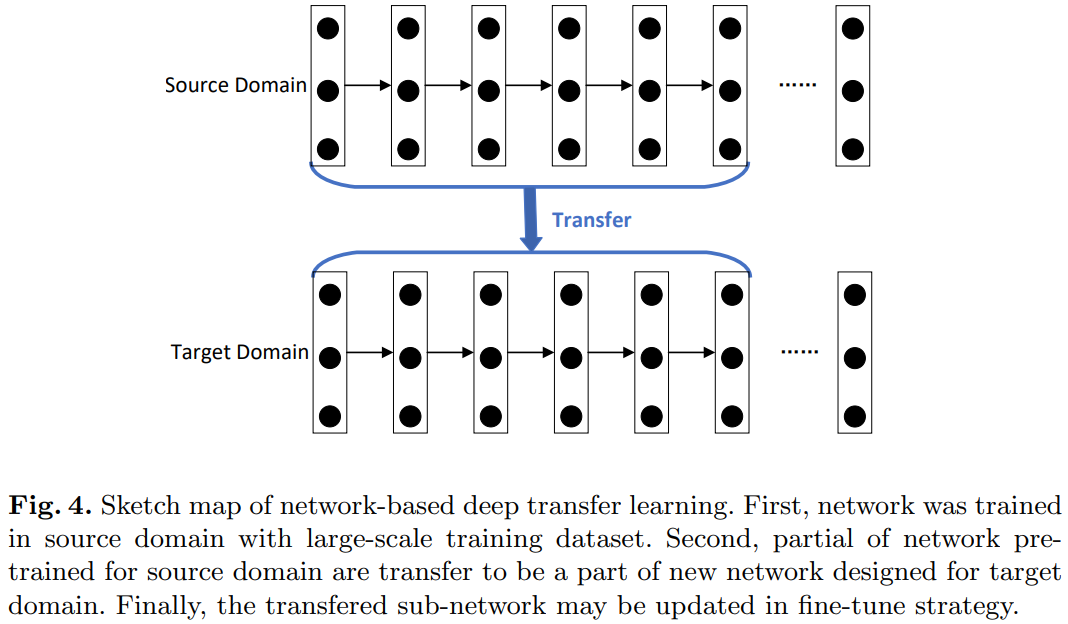 Source Domain
......
Transfer
Target Domain
......
Fig. 4. Sketch map of network-based deep transfer learning. First, network was trained
in source domain with large-scale training dataset. Second, partial of network pre-
trained for source domain are transfer to be a part of new network designed for target
domain. Finally, the transfered sub-network may be updated in fine-tune strategy.